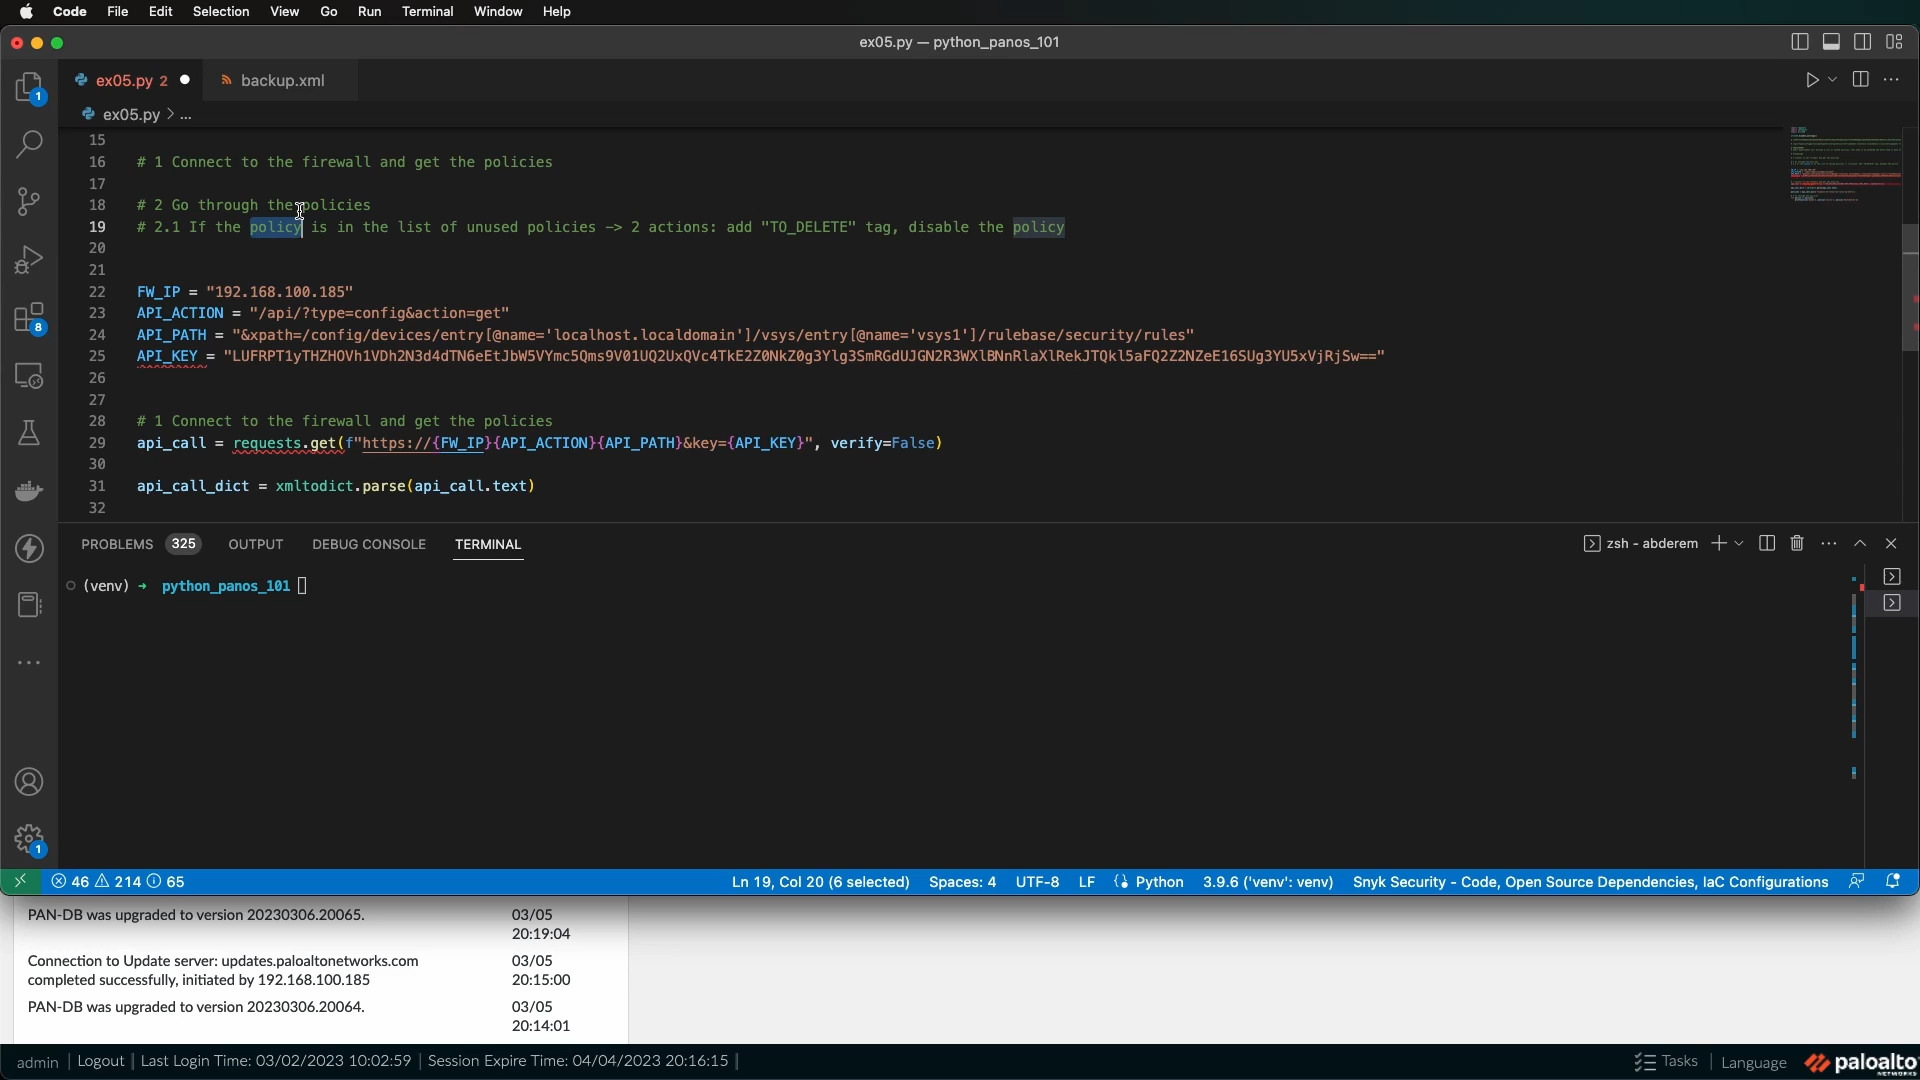 Code File Edit Selection View Go Run Terminal Window Help
ex05.py — python_panos_101
ex05.py 2 backup.xml
ex05.py > ...
15
16 # 1 Connect to the firewall and get the policies
17
18 # 2 Go through the policies
19 # 2.1 If the policy is in the list of unused policies -> 2 actions: add "TO_DELETE" tag, disable the policy
20
21
22 FW_IP = "192.168.100.185"
23 API_ACTION = "/api/?type=config&action=get"
24 API_PATH = "&xpath=/config/devices/entry[@name='localhost.localdomain']/vsys/entry[@name='vsys1']/rulebase/security/rules"
25 API_KEY = "LUFRPT1yTHZHOVh1VDh2N3d4dTN6eEtJbW5VYmc5Qms9V01UQ2UxQVc4TkE2Z0NkZ0g3Ylg3SmRGdUJGN2R3WXlBNnRlaXlRekJTQkl5aFQ2Z2NZeE16SUg3YU5xVjRjSw=="
26
27
28 # 1 Connect to the firewall and get the policies
29 api_call = requests.get(f"https://{FW_IP}{API_ACTION}{API_PATH}&key={API_KEY}", verify=False)
30
31 api_call_dict = xmltodict.parse(api_call.text)
32
PROBLEMS 325 OUTPUT DEBUG CONSOLE TERMINAL zsh - abderem
(venv) → python_panos_101
1
8
1
46 214 65 Ln 19, Col 20 (6 selected) Spaces: 4 UTF-8 LF Python 3.9.6 ('venv': venv) Snyk Security - Code, Open Source Dependencies, IaC Configurations
PAN-DB was upgraded to version 20230306.20065. 03/05
20:19:04
Connection to Update server: updates.paloaltonetworks.com 03/05
completed successfully, initiated by 192.168.100.185 20:15:00
PAN-DB was upgraded to version 20230306.20064. 03/05
20:14:01
admin | Logout | Last Login Time: 03/02/2023 10:02:59 | Session Expire Time: 04/04/2023 20:16:15 | Tasks | Language paloalto
NETWORKS